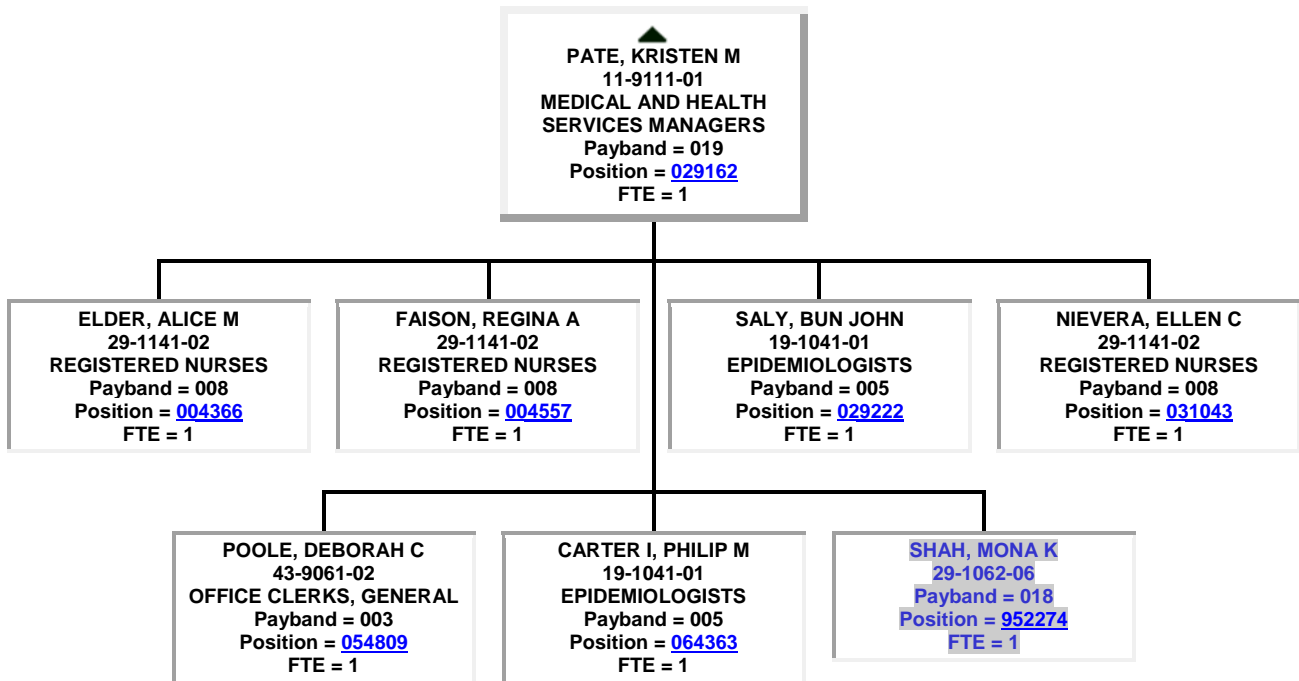 PATE, KRISTEN M
11-9111-01
MEDICAL AND HEALTH
SERVICES MANAGERS
Payband = 019
Position = 029162
FTE = 1
ELDER, ALICE M
29-1141-02
REGISTERED NURSES
Payband = 008
Position = 004366
FTE = 1
FAISON, REGINA A
29-1141-02
REGISTERED NURSES
Payband = 008
Position = 004557
FTE = 1
SALY, BUN JOHN
19-1041-01
EPIDEMIOLOGISTS
Payband = 005
Position = 029222
FTE = 1
NIEVERA, ELLEN C
29-1141-02
REGISTERED NURSES
Payband = 008
Position = 031043
FTE = 1
POOLE, DEBORAH C
43-9061-02
OFFICE CLERKS, GENERAL
Payband = 003
Position = 054809
FTE = 1
CARTER I, PHILIP M
19-1041-01
EPIDEMIOLOGISTS
Payband = 005
Position = 064363
FTE = 1
SHAH, MONA K
29-1062-06
Payband = 018
Position = 952274
FTE = 1